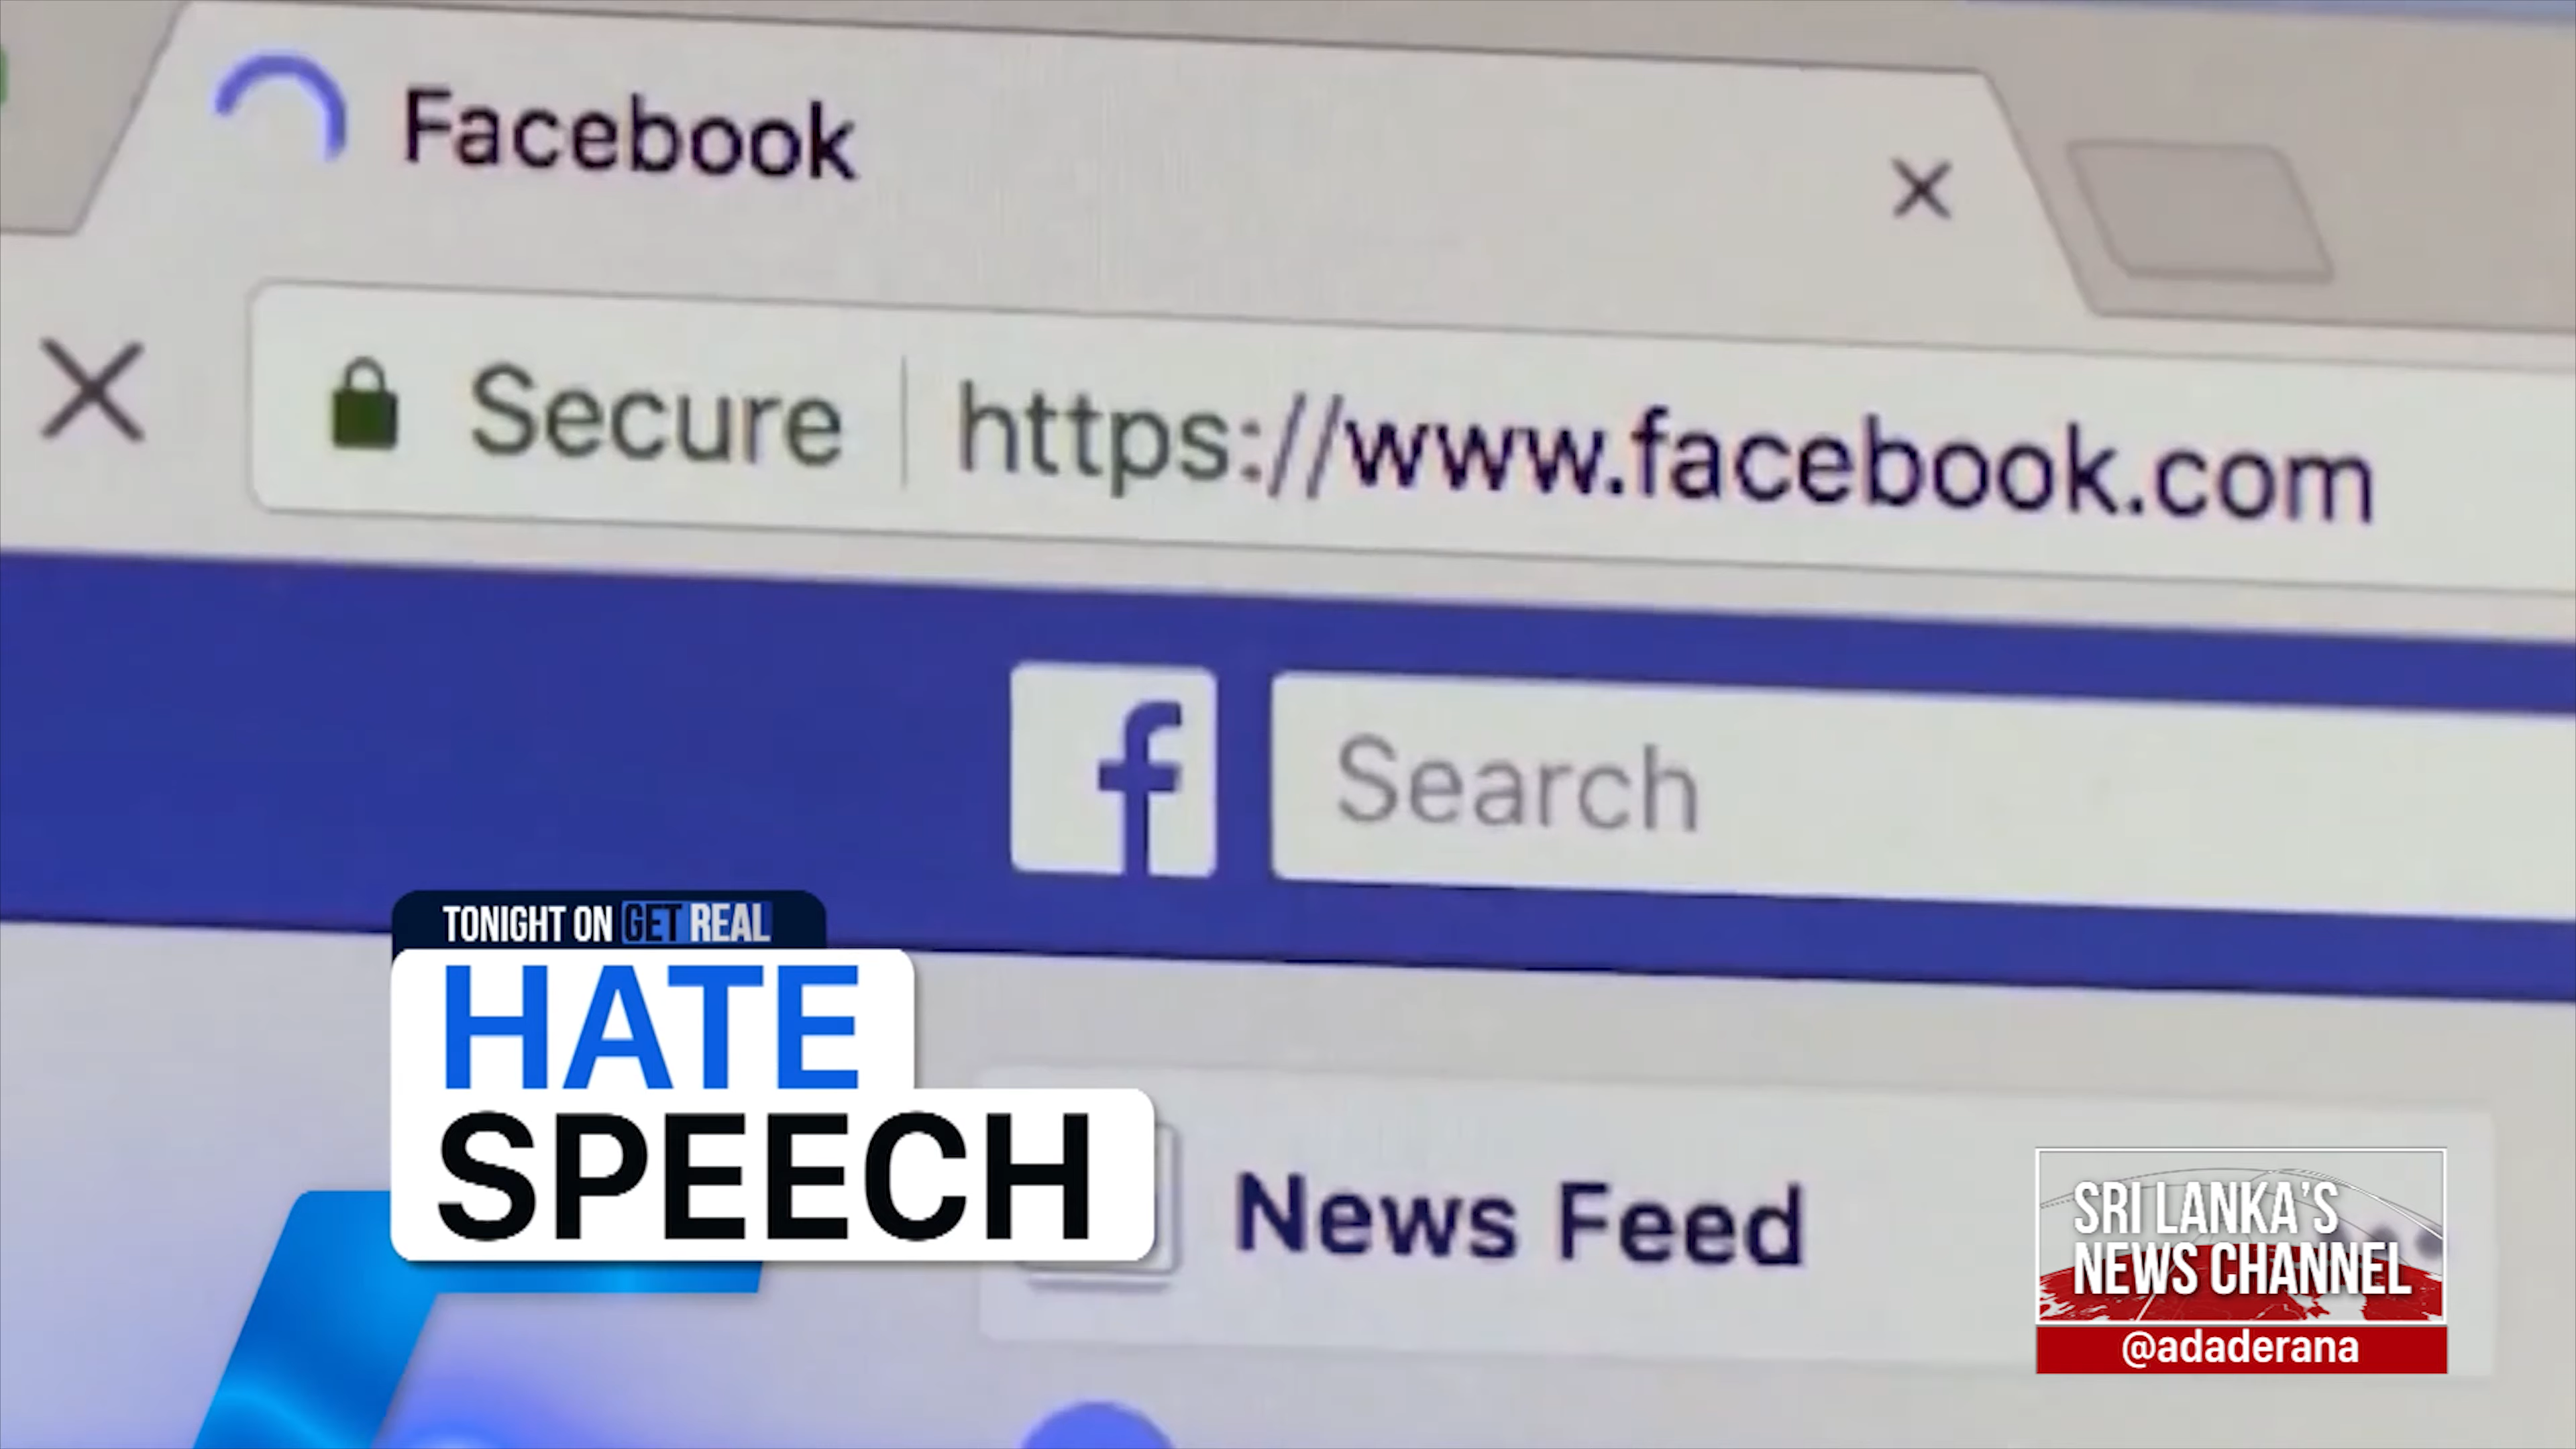 Facebook
Secure
https://www.facebook.com
f
Search
TONIGHT ON GET REAL
HATE
SPEECH
News Feed
SRI LANKA'S
NEWS CHANNEL
@adaderana